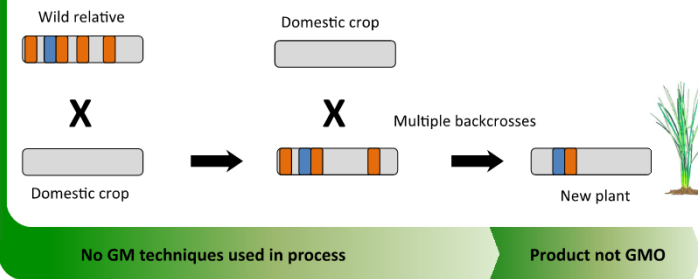 Wild relative
Domestic crop
X
X
Multiple backcrosses
Domestic crop
New plant
No GM techniques used in process
Product not GMO